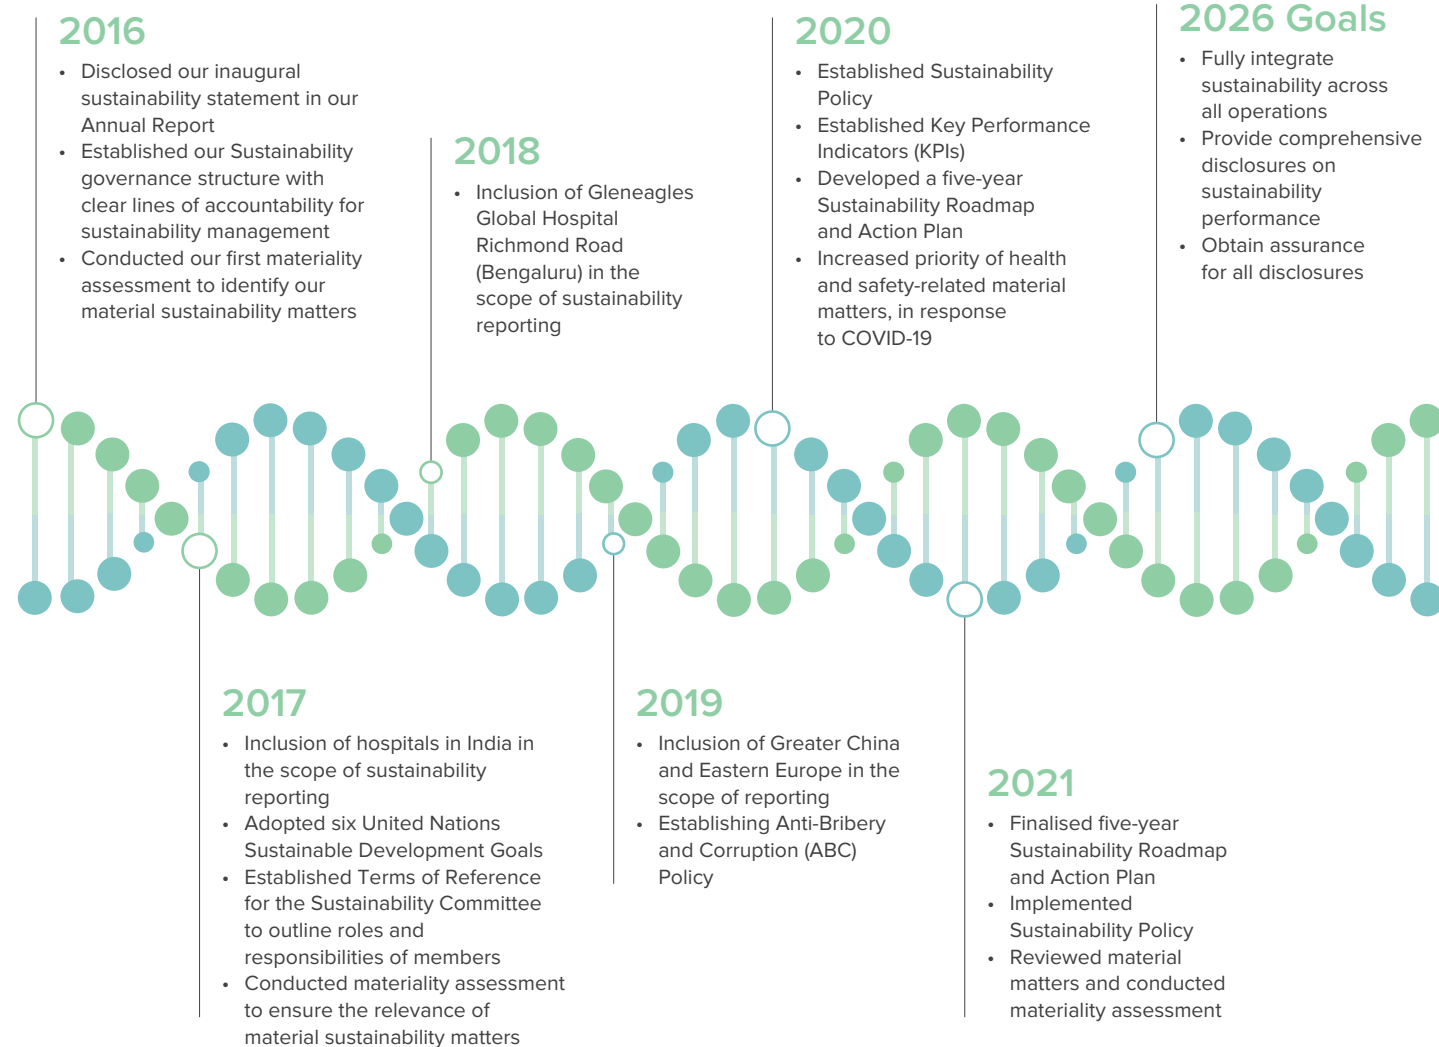 2016
• Disclosed our inaugural
sustainability statement in our
Annual Report
• Established our Sustainability
governance structure with
clear lines of accountability for
sustainability management
• Conducted our first materiality
assessment to identify our
material sustainability matters
2017
• Inclusion of hospitals in India in
the scope of sustainability
reporting
• Adopted six United Nations
Sustainable Development Goals
• Established Terms of Reference
for the Sustainability Committee
to outline roles and
responsibilities of members
• Conducted materiality assessment
to ensure the relevance of
material sustainability matters
2018
• Inclusion of Gleneagles
Global Hospital
Richmond Road
(Bengaluru) in the
scope of sustainability
reporting
2019
• Inclusion of Greater China
and Eastern Europe in the
scope of reporting
• Establishing Anti-Bribery
and Corruption (ABC)
Policy
2020
• Established Sustainability
Policy
• Established Key Performance
Indicators (KPIs)
• Developed a five-year
Sustainability Roadmap
and Action Plan
• Increased priority of health
and safety-related material
matters, in response
to COVID-19
2021
• Finalised five-year
Sustainability Roadmap
and Action Plan
• Implemented
Sustainability Policy
• Reviewed material
matters and conducted
materiality assessment
2026 Goals
• Fully integrate
sustainability across
all operations
• Provide comprehensive
disclosures on
sustainability
performance
• Obtain assurance
for all disclosures